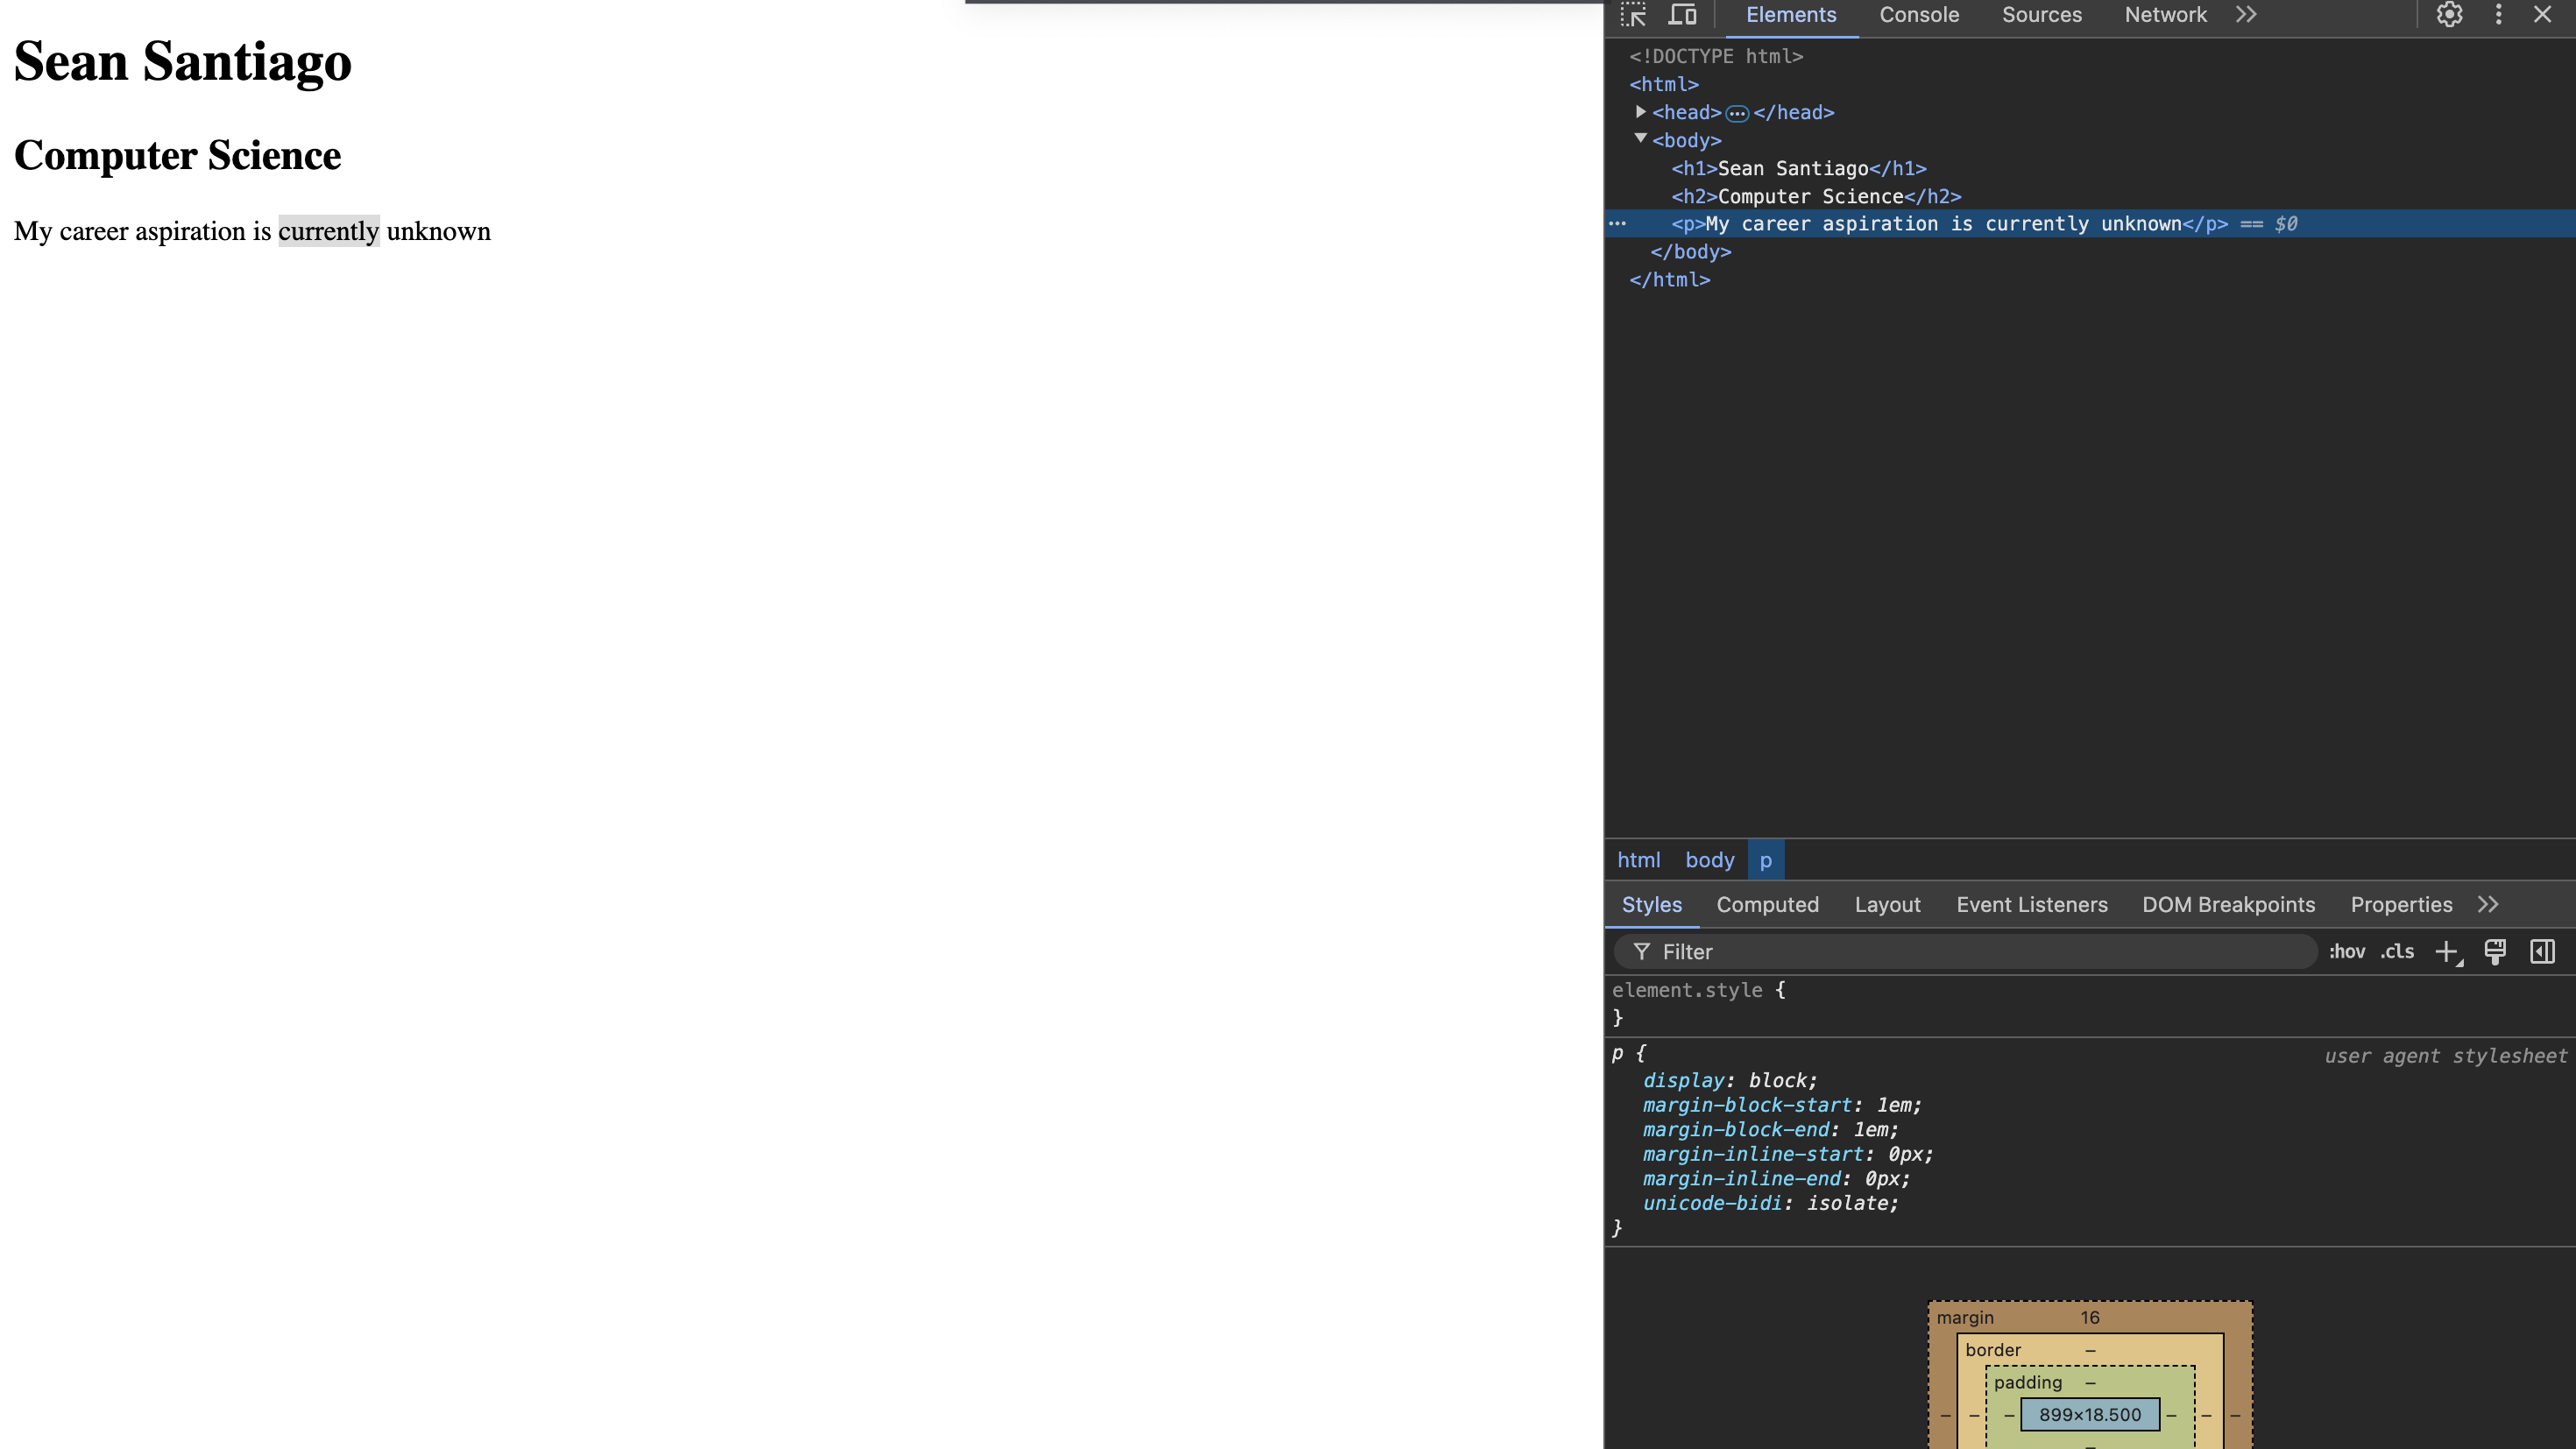 Sean Santiago
Computer Science
My career aspiration is currently unknown
Elements Console Sources Network
<!DOCTYPE html>
<html>
<head>…</head>
<body>
<h1>Sean Santiago</h1>
<h2>Computer Science</h2>
… <p>My career aspiration is currently unknown</p> == $0
</body>
</html>
html body p
Styles Computed Layout Event Listeners DOM Breakpoints Properties
Filter :hov .cls
element.style {
}
p { user agent stylesheet
display: block;
margin-block-start: 1em;
margin-block-end: 1em;
margin-inline-start: 0px;
margin-inline-end: 0px;
unicode-bidi: isolate;
}
margin 16
border –
padding –
– – – 899×18.500 – – –